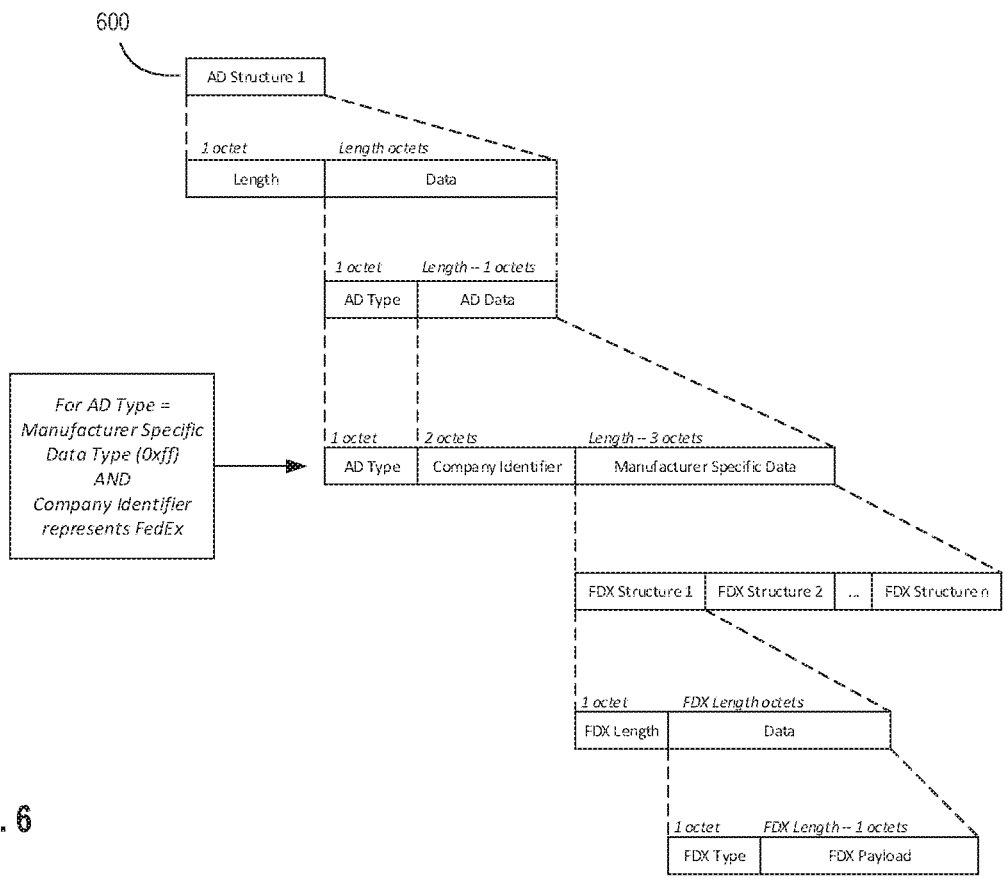 600
AD Structure 1
1 octet Length octets
Length Data
1 octet Length -- 1 octets
AD Type AD Data
For AD Type =
Manufacturer Specific
Data Type (0xff)
AND
Company Identifier
represents FedEx
1 octet 2 octets Length -- 3 octets
AD Type Company Identifier Manufacturer Specific Data
FDX Structure 1 FDX Structure 2 ... FDX Structure n
1 octet FDX Length octets
FDX Length Data
. 6
1 octet FDX Length -- 1 octets
FDX Type FDX Payload